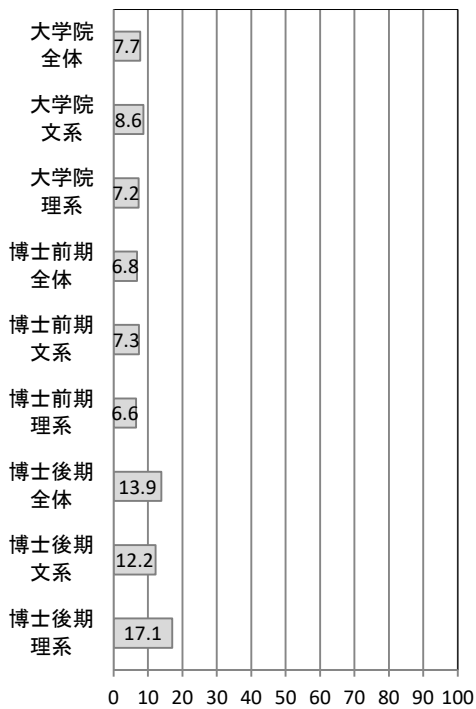 大学院
全体
7.7
大学院
文系
8.6
大学院
理系
7.2
博士前期
全体
6.8
博士前期
文系
7.3
博士前期
理系
6.6
博士後期
全体
13.9
博士後期
文系
12.2
博士後期
理系
17.1
0 10 20 30 40 50 60 70 80 90 100